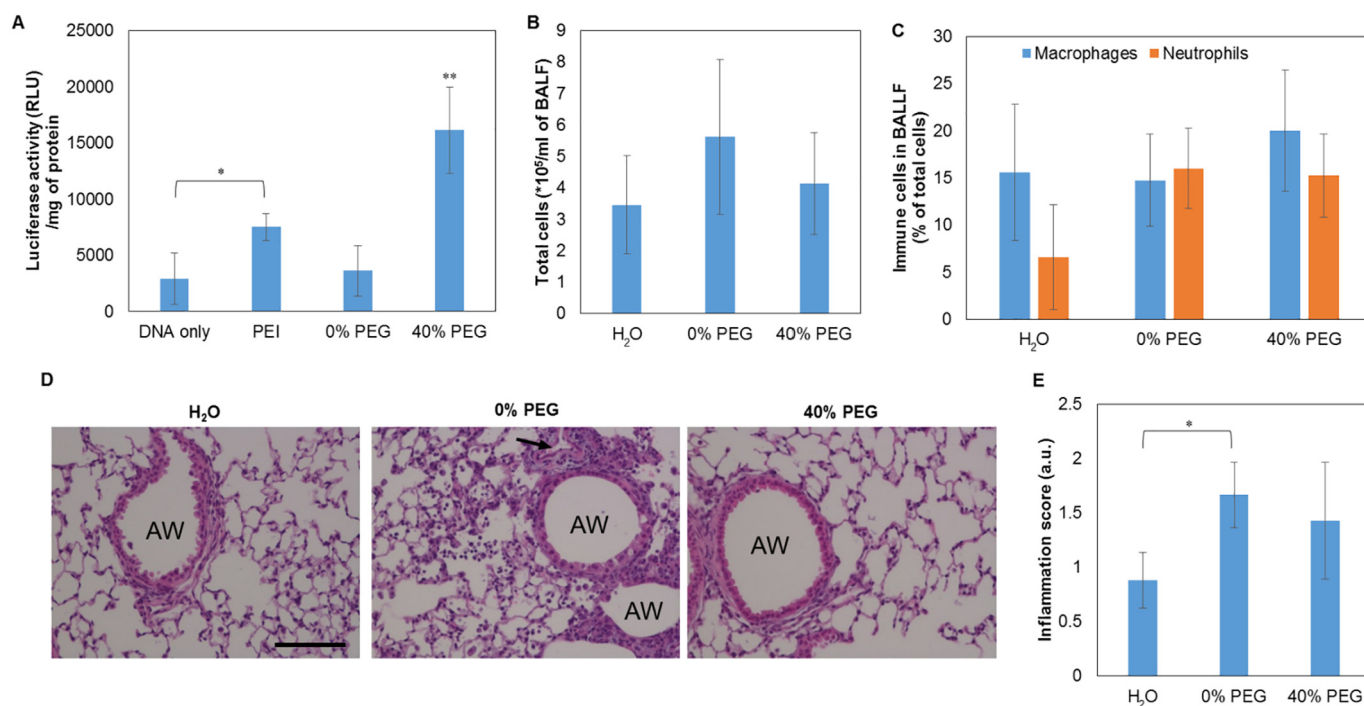 A
Luciferase activity (RLU)
/mg of protein
25000
20000
15000
10000
5000
0
*
**
DNA only PEI 0% PEG 40% PEG
B
Total cells (*10⁵/ml of BALF)
9
8
7
6
5
4
3
2
1
0
H₂O 0% PEG 40% PEG
C
Immune cells in BALLF
(% of total cells)
30
25
20
15
10
5
0
Macrophages Neutrophils
H₂O 0% PEG 40% PEG
D
H₂O 0% PEG 40% PEG
AW AW AW AW
E
Inflammation score (a.u.)
2.5
2
1.5
1
0.5
0
*
H₂O 0% PEG 40% PEG